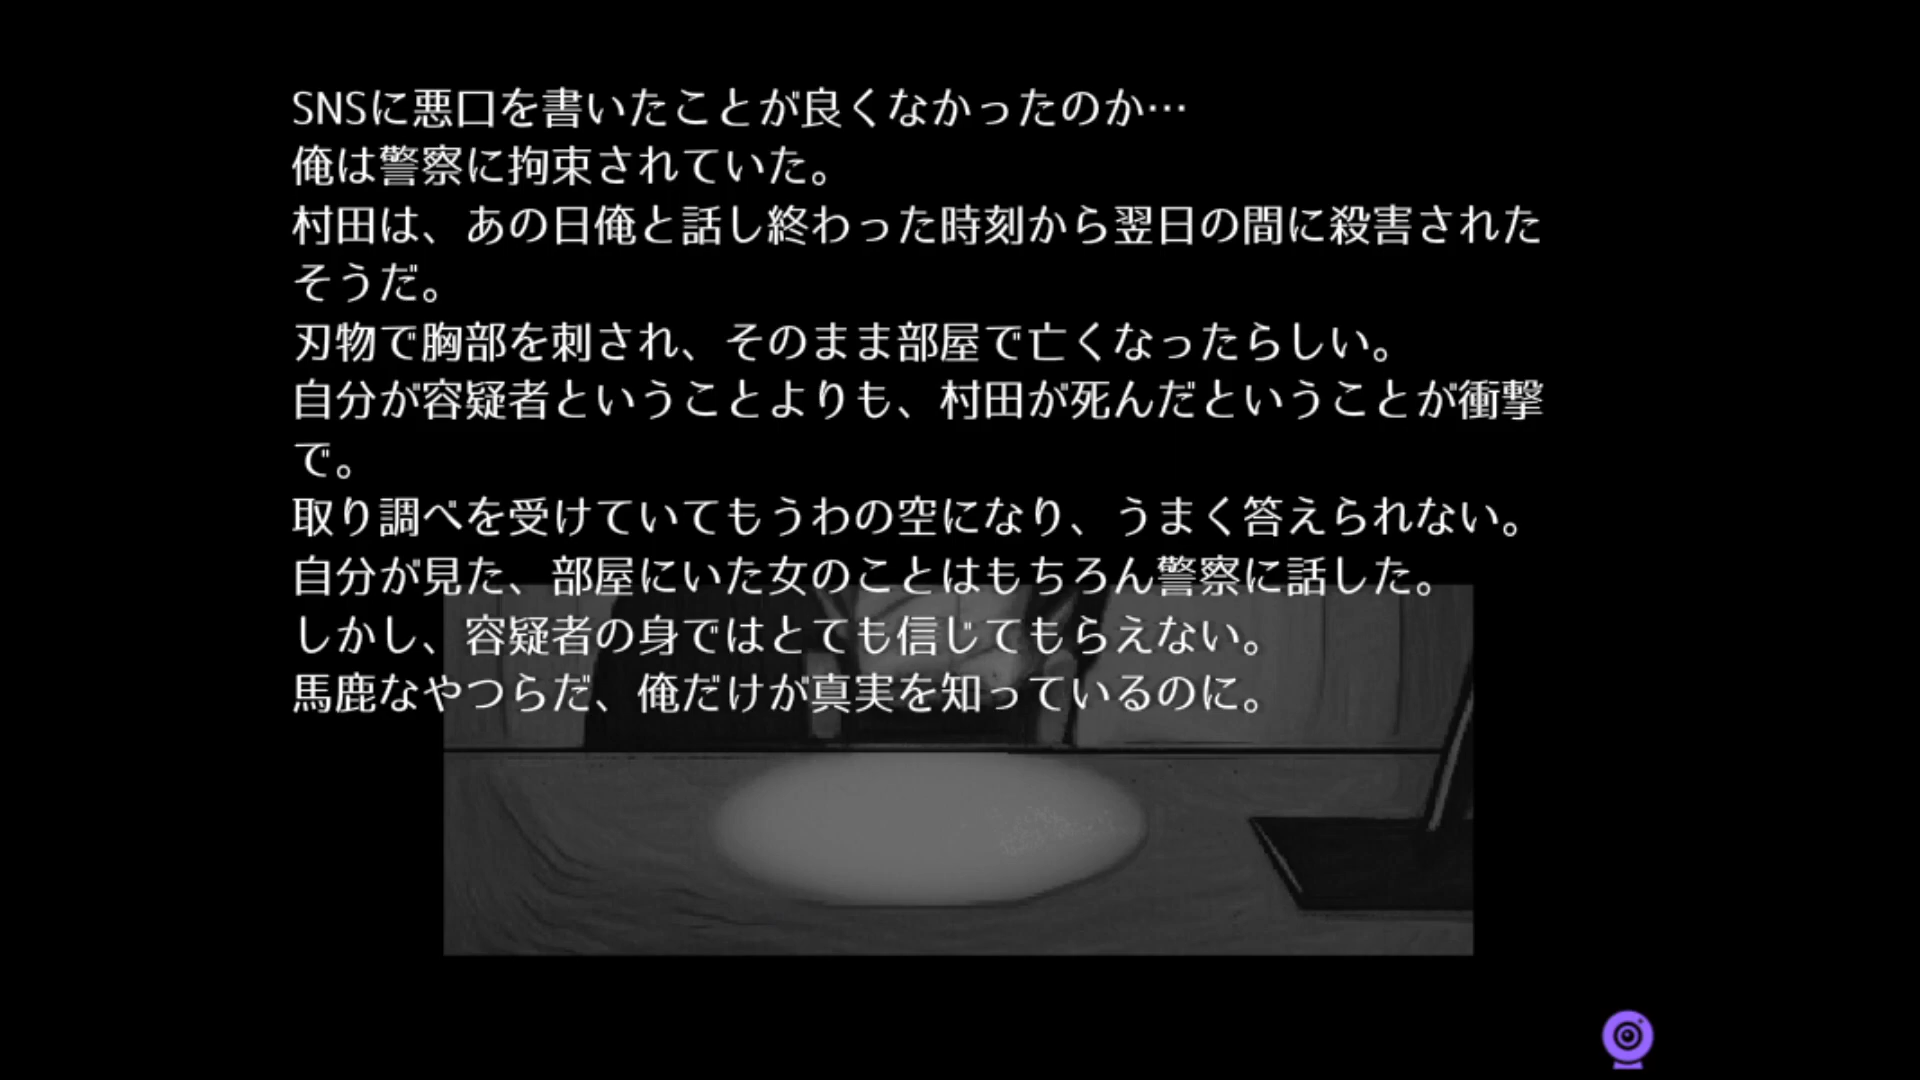 SNSに悪口を書いたことが良くなかったのか…
俺は警察に拘束されていた。
村田は、あの日俺と話し終わった時刻から翌日の間に殺害された
そうだ。
刃物で胸部を刺され、そのまま部屋で亡くなったらしい。
自分が容疑者ということよりも、村田が死んだということが衝撃
で。
取り調べを受けていてもうわの空になり、うまく答えられない。
自分が見た、部屋にいた女のことはもちろん警察に話した。
しかし、容疑者の身ではとても信じてもらえない。
馬鹿なやつらだ、俺だけが真実を知っているのに。